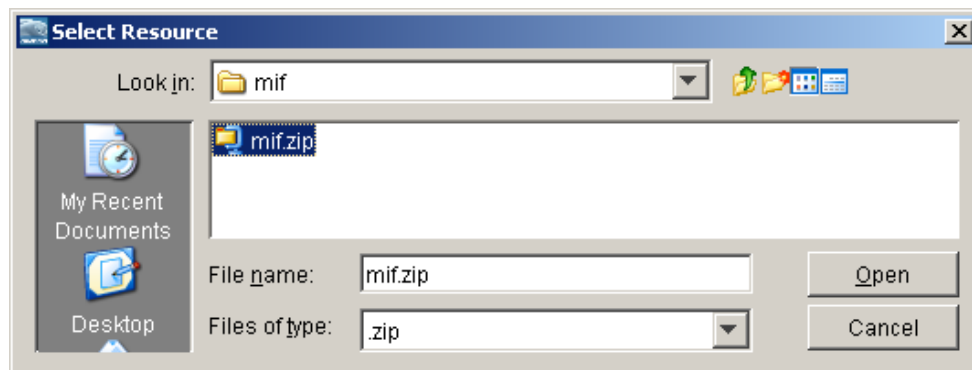 Select Resource
Look in: mif
mif.zip
My Recent
Documents
Desktop
File name: mif.zip
Open
Files of type: .zip
Cancel